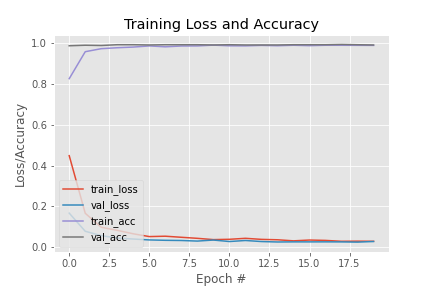 Training Loss and Accuracy
Loss/Accuracy
1.0
0.8
0.6
0.4
0.2
0.0
train_loss
val_loss
train_acc
val_acc
0.0 2.5 5.0 7.5 10.0 12.5 15.0 17.5
Epoch #